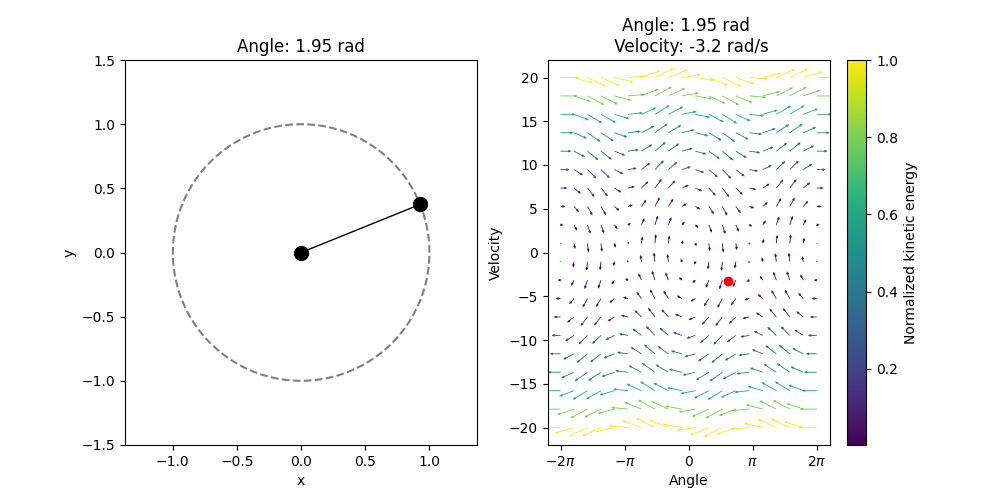 Angle: 1.95 rad
1.5
1.0
0.5
0.0
−0.5
−1.0
−1.5
y
−1.0
−0.5
0.0
0.5
1.0
x
Angle: 1.95 rad
Velocity: -3.2 rad/s
20
15
10
5
0
−5
−10
−15
−20
Velocity
−2π
−π
0
π
2π
Angle
1.0
0.8
0.6
0.4
0.2
Normalized kinetic energy